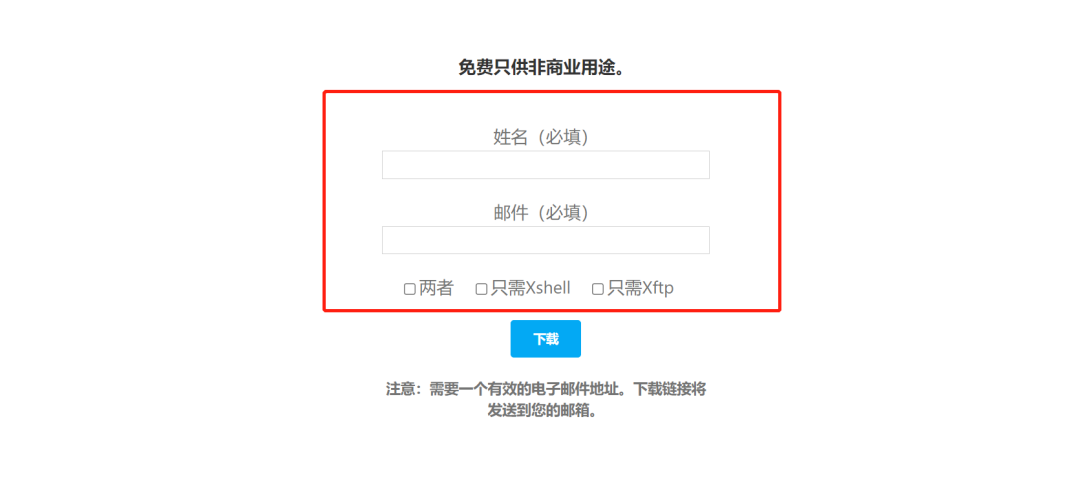 免费只供非商业用途。
姓名（必填）
邮件（必填）
两者 只需Xshell 只需Xftp
下载
注意：需要一个有效的电子邮件地址。下载链接将
发送到您的邮箱。